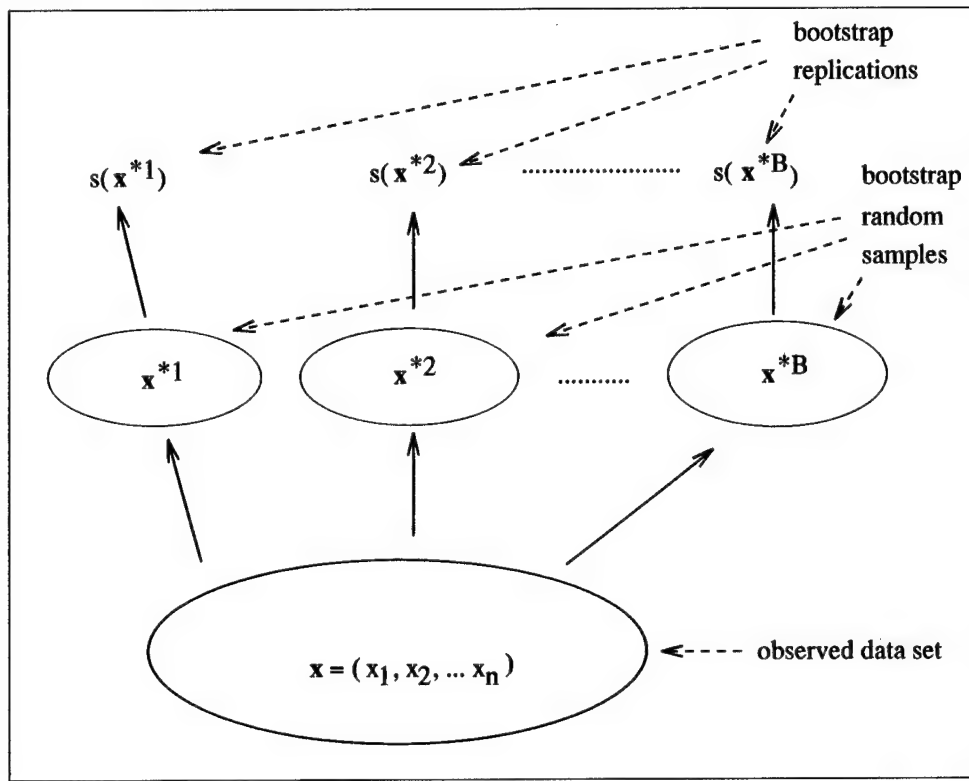 bootstrap
replications
s(x*1)
s(x*2) .................... s(x*B)
bootstrap
random
samples
x*1
x*2
..........
x*B
x = ( x1, x2, ... xn )
observed data set